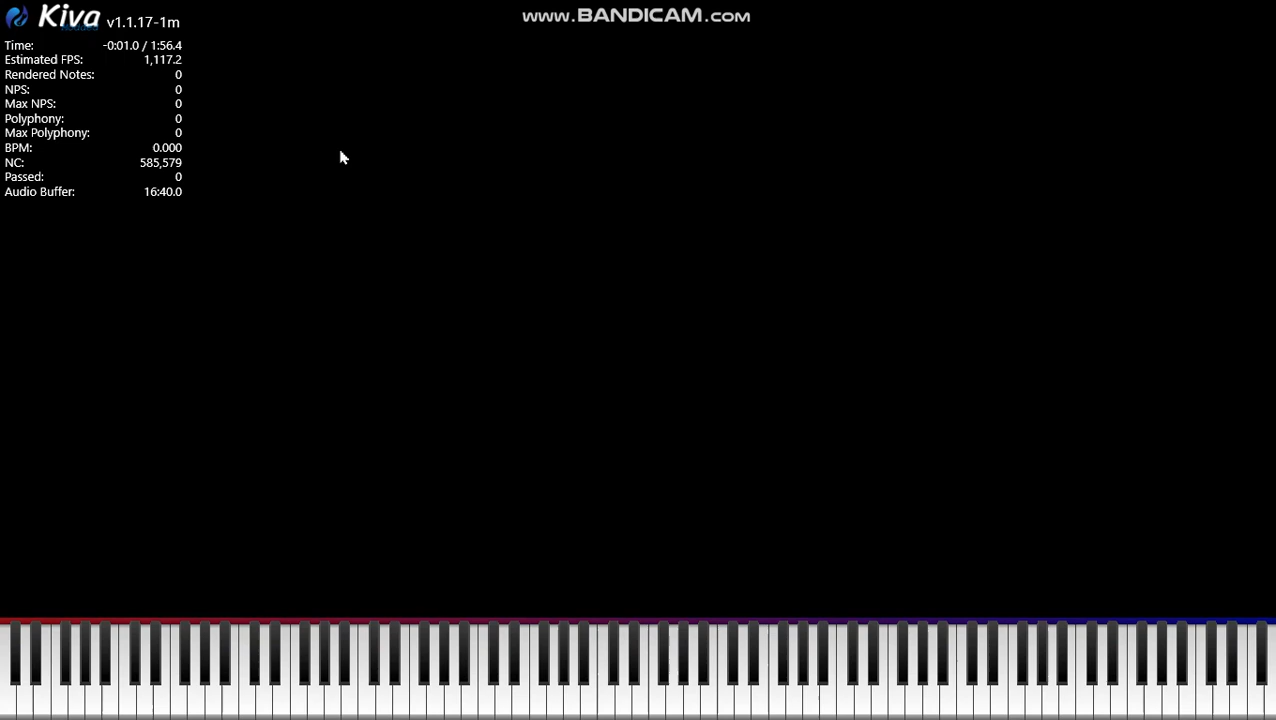 Kiva v1.1.17-1m
www.BANDICAM.com
Time: -0:01.0 / 1:56.4
Estimated FPS: 1,117.2
Rendered Notes: 0
NPS: 0
Max NPS: 0
Polyphony: 0
Max Polyphony: 0
BPM: 0.000
NC: 585,579
Passed: 0
Audio Buffer: 16:40.0